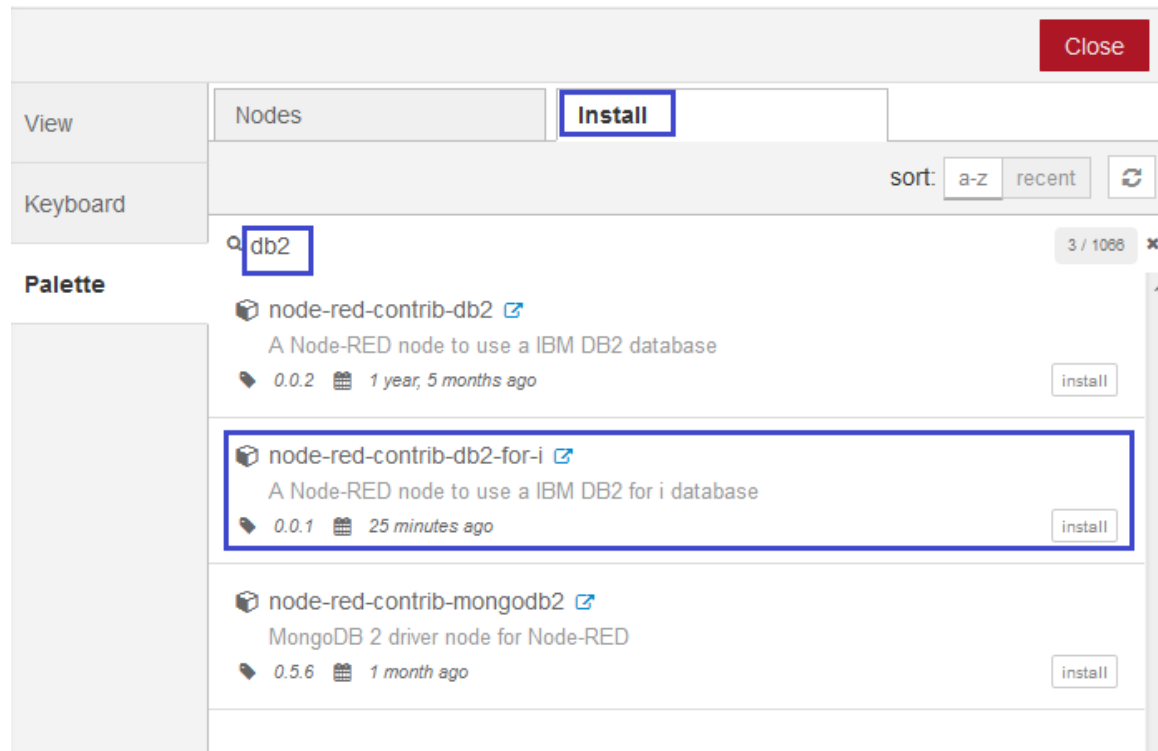 Close
View
Keyboard
Palette
Nodes
Install
sort: a-z recent
db2
3 / 1066
node-red-contrib-db2
A Node-RED node to use a IBM DB2 database
0.0.2 1 year, 5 months ago
install
node-red-contrib-db2-for-i
A Node-RED node to use a IBM DB2 for i database
0.0.1 25 minutes ago
install
node-red-contrib-mongodb2
MongoDB 2 driver node for Node-RED
0.5.6 1 month ago
install